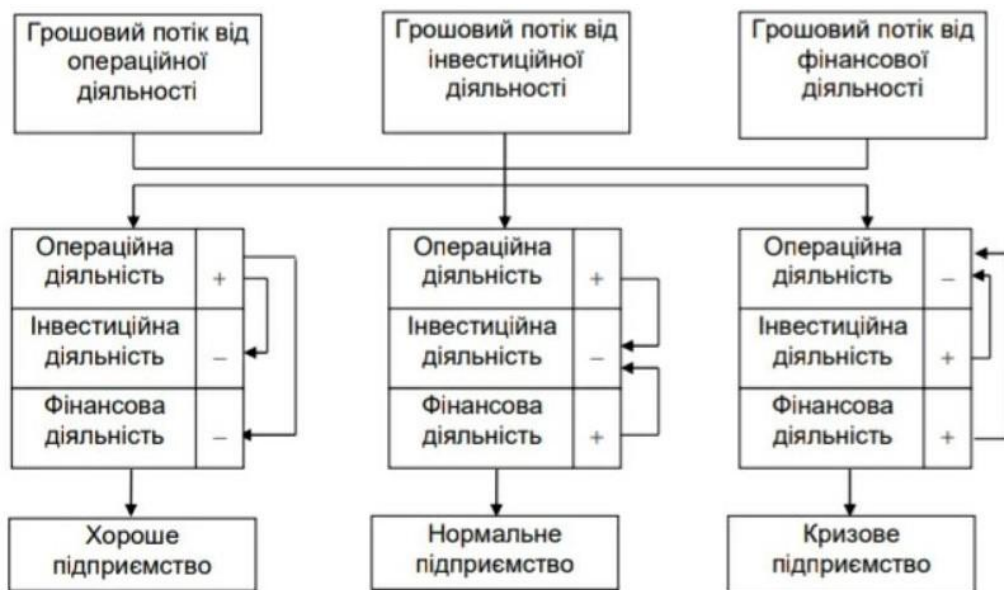 Грошовий потік від
операційної
діяльності
Грошовий потік від
інвестиційної
діяльності
Грошовий потік від
фінансової
діяльності
Операційна
діяльність +
Інвестиційна
діяльність –
Фінансова
діяльність –
Операційна
діяльність +
Інвестиційна
діяльність –
Фінансова
діяльність +
Операційна
діяльність –
Інвестиційна
діяльність +
Фінансова
діяльність +
Хороше
підприємство
Нормальне
підприємство
Кризове
підприємство